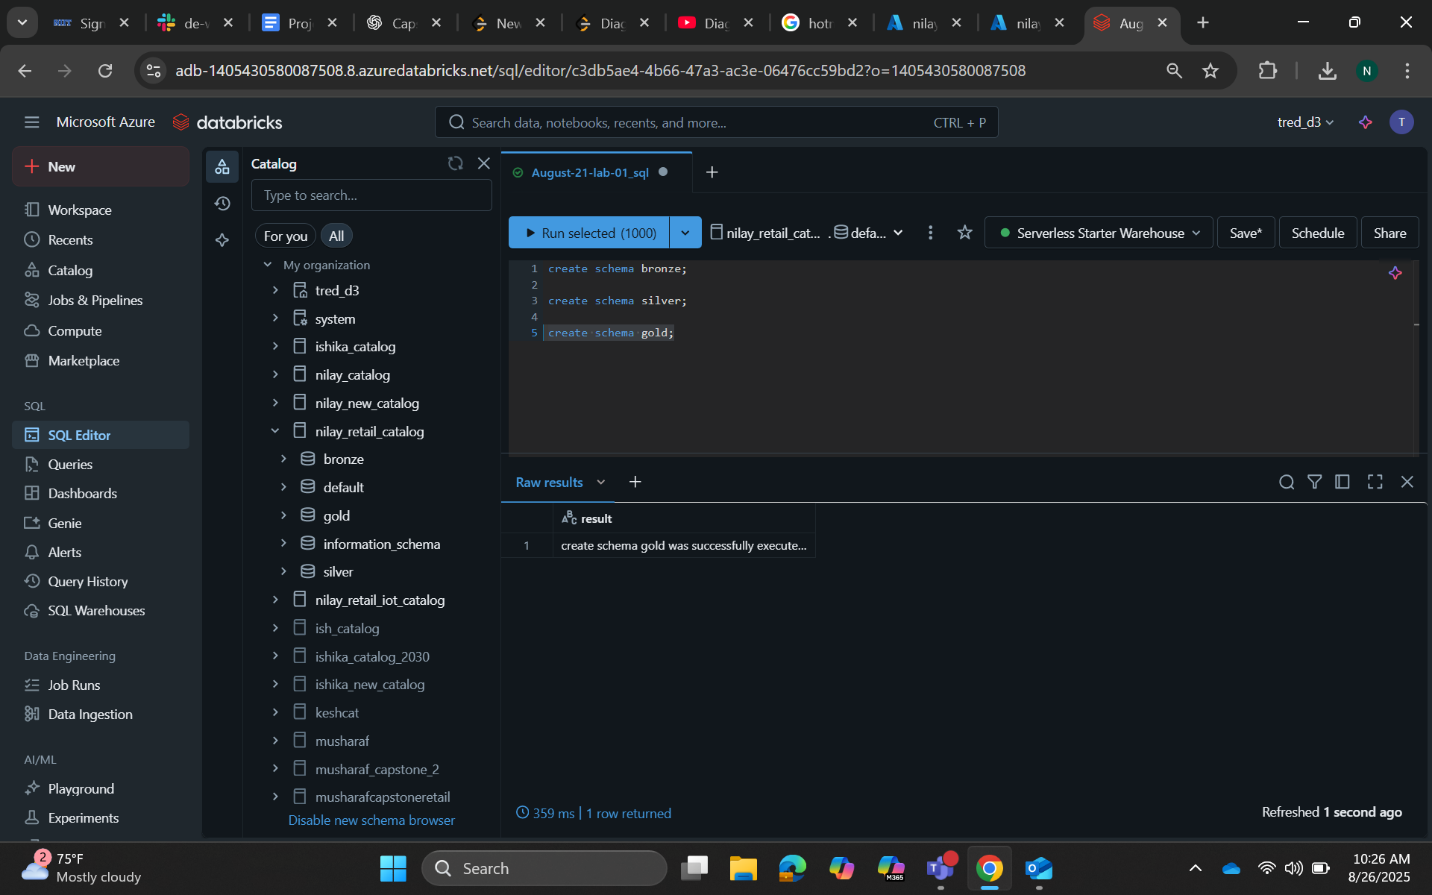 Sign
de-v
Proj
Cap
New
Diag
Diag
hotr
nilay
nila
Aug
adb-1405430580087508.8.azuredatabricks.net/sql/editor/c3db5ae4-4b66-47a3-ac3e-06476cc59bd2?o=1405430580087508
N
Microsoft Azure databricks
Search data, notebooks, recents, and more... CTRL + P
tred_d3
T
New
Workspace
Recents
Catalog
Jobs & Pipelines
Compute
Marketplace
SQL
SQL Editor
Queries
Dashboards
Genie
Alerts
Query History
SQL Warehouses
Data Engineering
Job Runs
Data Ingestion
AI/ML
Playground
Experiments
Catalog
Type to search...
For you All
My organization
tred_d3
system
ishika_catalog
nilay_catalog
nilay_new_catalog
nilay_retail_catalog
bronze
default
gold
information_schema
silver
nilay_retail_iot_catalog
ish_catalog
ishika_catalog_2030
ishika_new_catalog
keshcat
musharaf
musharaf_capstone_2
musharafcapstoneretail
Disable new schema browser
August-21-lab-01_sql
Run selected (1000) nilay_retail_cat... . defa... Serverless Starter Warehouse Save* Schedule Share
1 create schema bronze;
2
3 create schema silver;
4
5 create schema gold;
Raw results
result
1 create schema gold was successfully execute...
359 ms | 1 row returned
Refreshed 1 second ago
2
75°F
Mostly cloudy
Search
M365
10:26 AM
8/26/2025